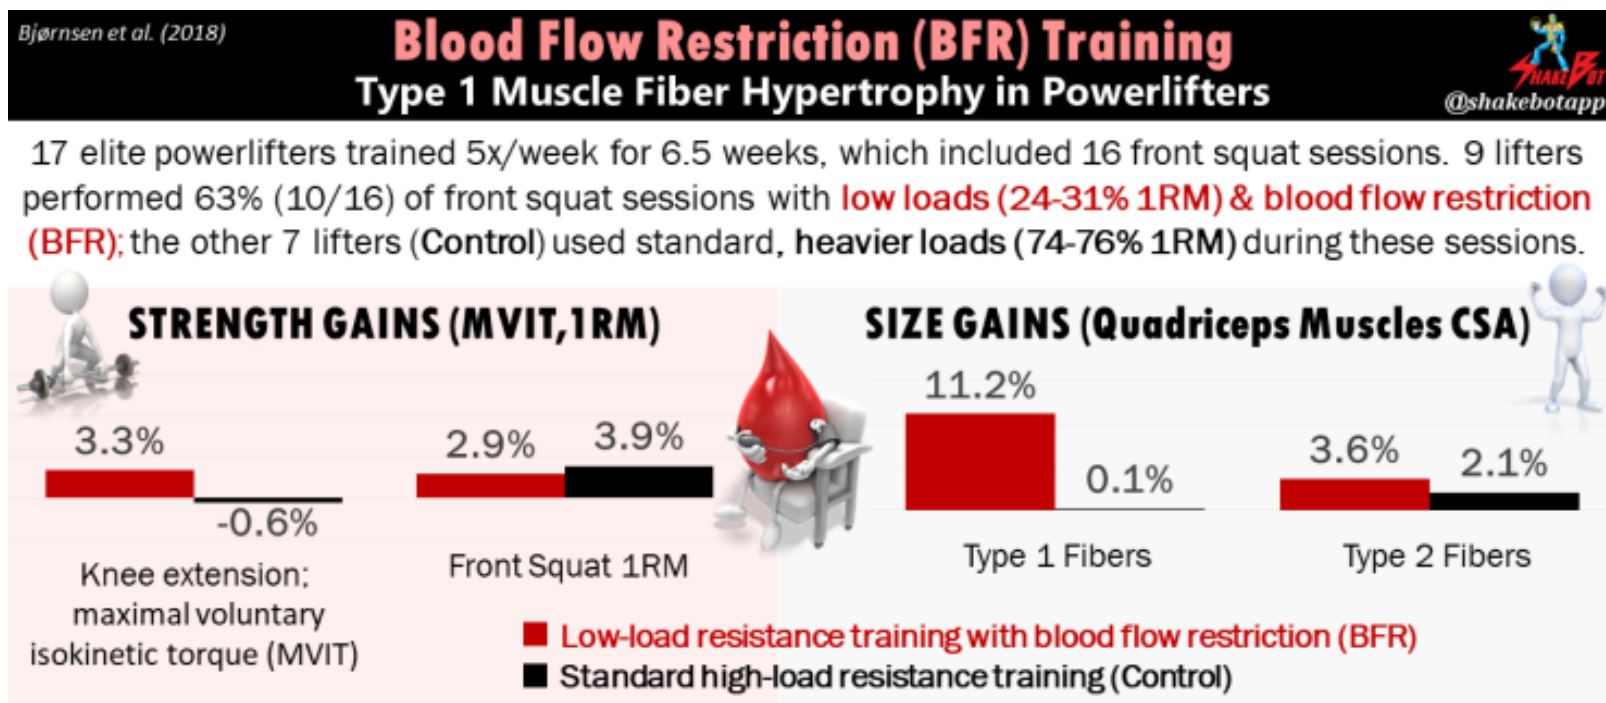 Bjørnsen et al. (2018)
Blood Flow Restriction (BFR) Training
Type 1 Muscle Fiber Hypertrophy in Powerlifters
SHAKEBOT
@shakebotapp
17 elite powerlifters trained 5x/week for 6.5 weeks, which included 16 front squat sessions. 9 lifters
performed 63% (10/16) of front squat sessions with low loads (24-31% 1RM) & blood flow restriction
(BFR); the other 7 lifters (Control) used standard, heavier loads (74-76% 1RM) during these sessions.
STRENGTH GAINS (MVIT,1RM)
3.3%
-0.6%
2.9%
3.9%
Knee extension;
maximal voluntary
isokinetic torque (MVIT)
Front Squat 1RM
SIZE GAINS (Quadriceps Muscles CSA)
11.2%
0.1%
3.6%
2.1%
Type 1 Fibers
Type 2 Fibers
Low-load resistance training with blood flow restriction (BFR)
Standard high-load resistance training (Control)